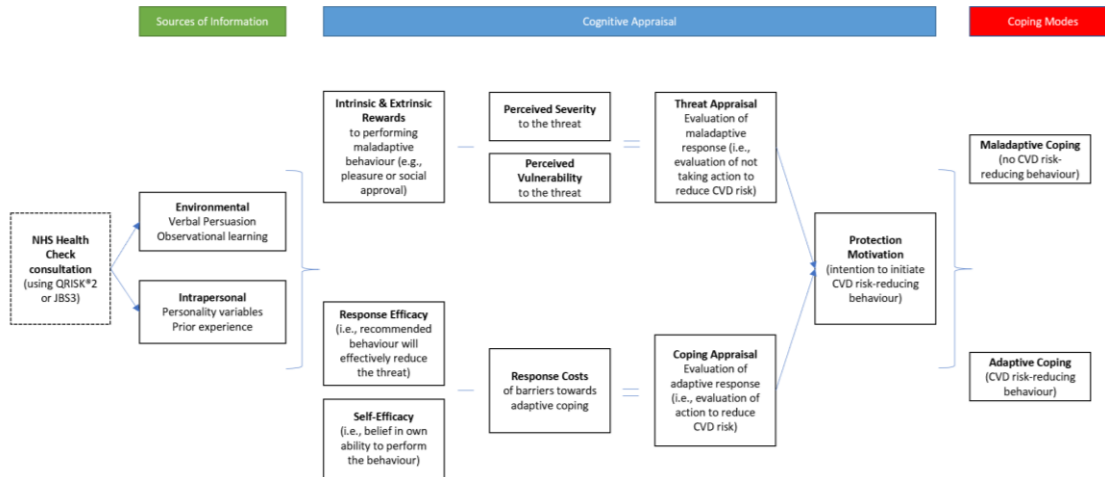 Sources of Information
Cognitive Appraisal
Coping Modes
NHS Health
Check
consultation
(using QRISK®2
or JBS3)
Environmental
Verbal Persuasion
Observational learning
Intrapersonal
Personality variables
Prior experience
Intrinsic & Extrinsic
Rewards
to performing
maladaptive
behaviour (e.g.,
pleasure or social
approval)
Perceived Severity
to the threat
Perceived
Vulnerability
to the threat
Threat Appraisal
Evaluation of
maladaptive
response (i.e.,
evaluation of not
taking action to
reduce CVD risk)
Response Efficacy
(i.e., recommended
behaviour will
effectively reduce
the threat)
Self-Efficacy
(i.e., belief in own
ability to perform
the behaviour)
Response Costs
of barriers towards
adaptive coping
Coping Appraisal
Evaluation of
adaptive response
(i.e., evaluation of
action to reduce
CVD risk)
Protection
Motivation
(intention to initiate
CVD risk-reducing
behaviour)
Maladaptive Coping
(no CVD risk-
reducing behaviour)
Adaptive Coping
(CVD risk-reducing
behaviour)